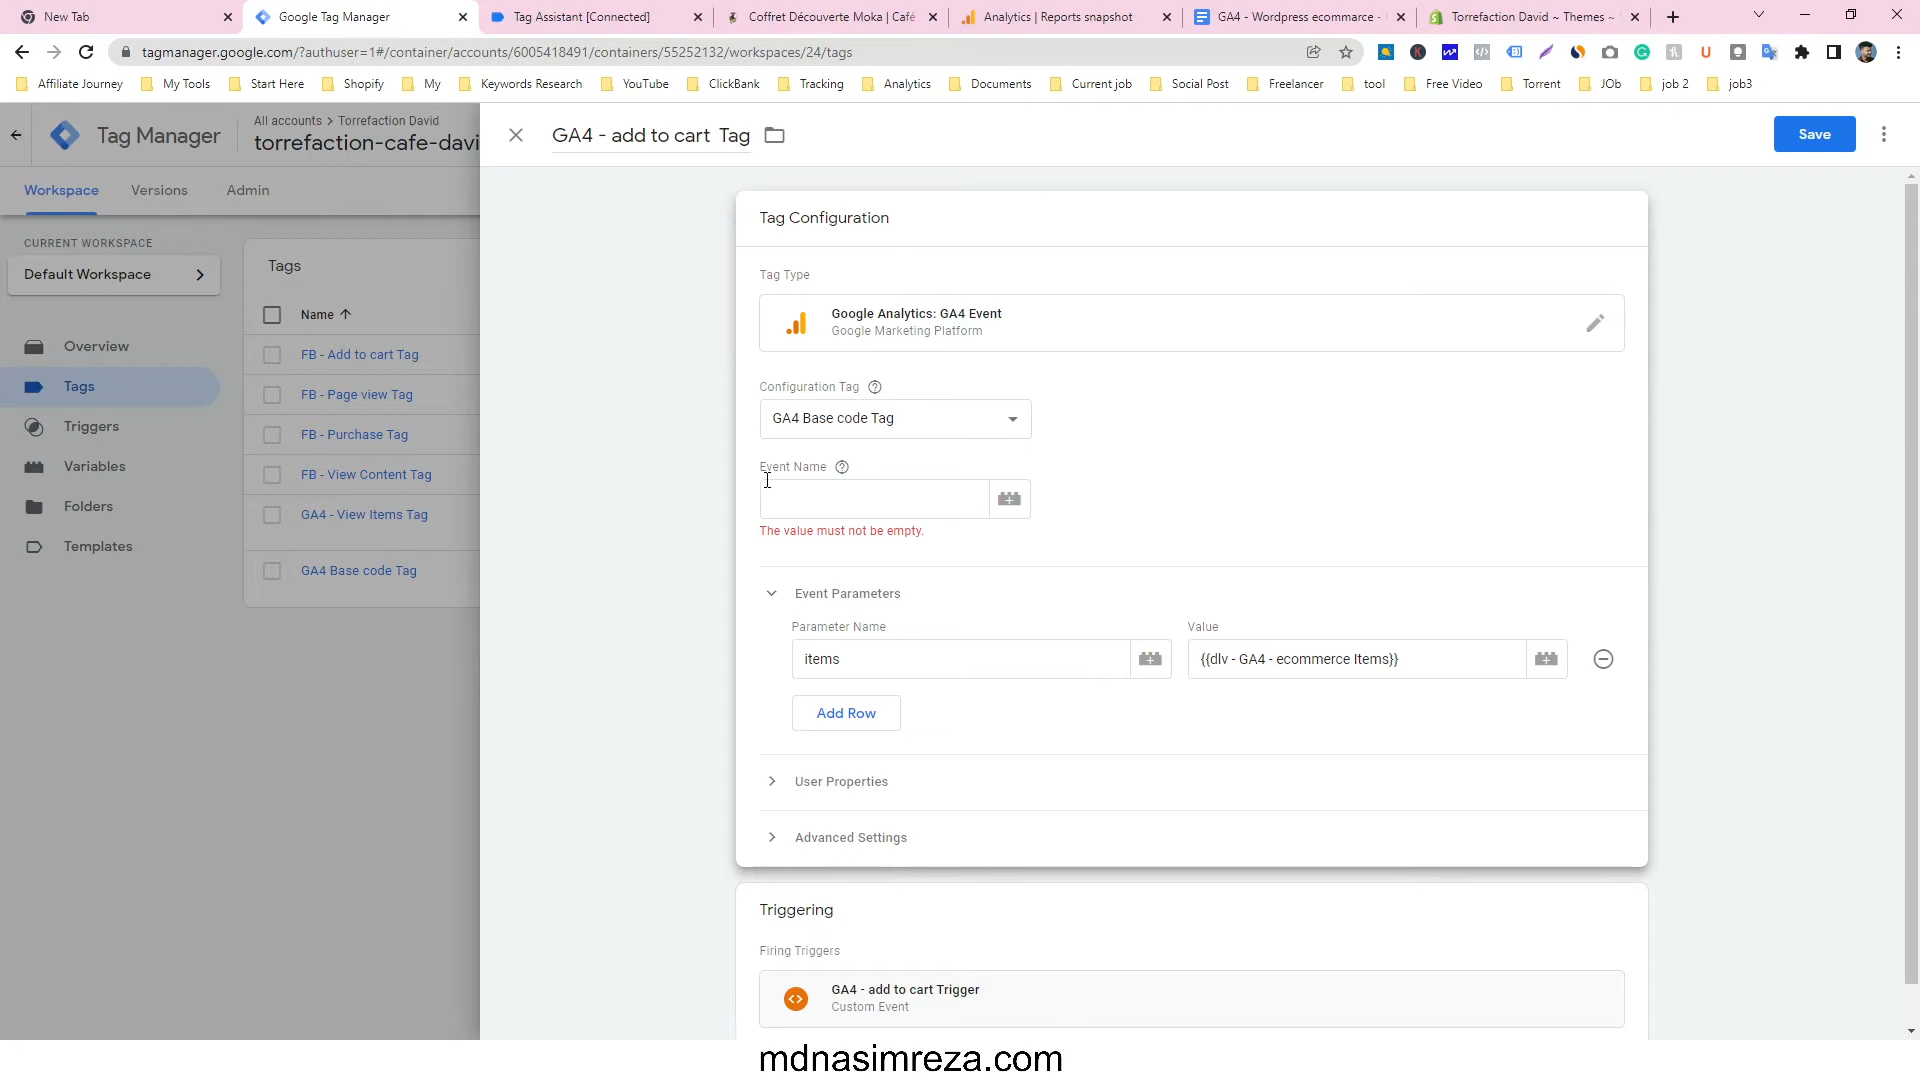 New Tab
Google Tag Manager
Tag Assistant [Connected]
Coffret Découverte Moka | Café
Analytics | Reports snapshot
GA4 - Wordpress ecommarce -
Torrefaction David ~ Themes ~
tagmanager.google.com/?authuser=1#/container/accounts/6005418491/containers/55252132/workspaces/24/tags
Affiliate Journey
My Tools
Start Here
Shopify
My
Keywords Research
YouTube
ClickBank
Tracking
Analytics
Documents
Current job
Social Post
Freelancer
tool
Free Video
Torrent
JOb
job 2
job3
Tag Manager
All accounts > Torrefaction David
torrefaction-cafe-davi
GA4 - add to cart Tag
Save
Workspace
Versions
Admin
CURRENT WORKSPACE
Default Workspace
Overview
Tags
Triggers
Variables
Folders
Templates
Tags
Name
FB - Add to cart Tag
FB - Page view Tag
FB - Purchase Tag
FB - View Content Tag
GA4 - View Items Tag
GA4 Base code Tag
Tag Configuration
Tag Type
Google Analytics: GA4 Event
Google Marketing Platform
Configuration Tag
GA4 Base code Tag
Event Name
The value must not be empty.
Event Parameters
Parameter Name
Value
items
{{dlv - GA4 - ecommerce Items}}
Add Row
User Properties
Advanced Settings
Triggering
Firing Triggers
GA4 - add to cart Trigger
Custom Event
mdnasimreza.com